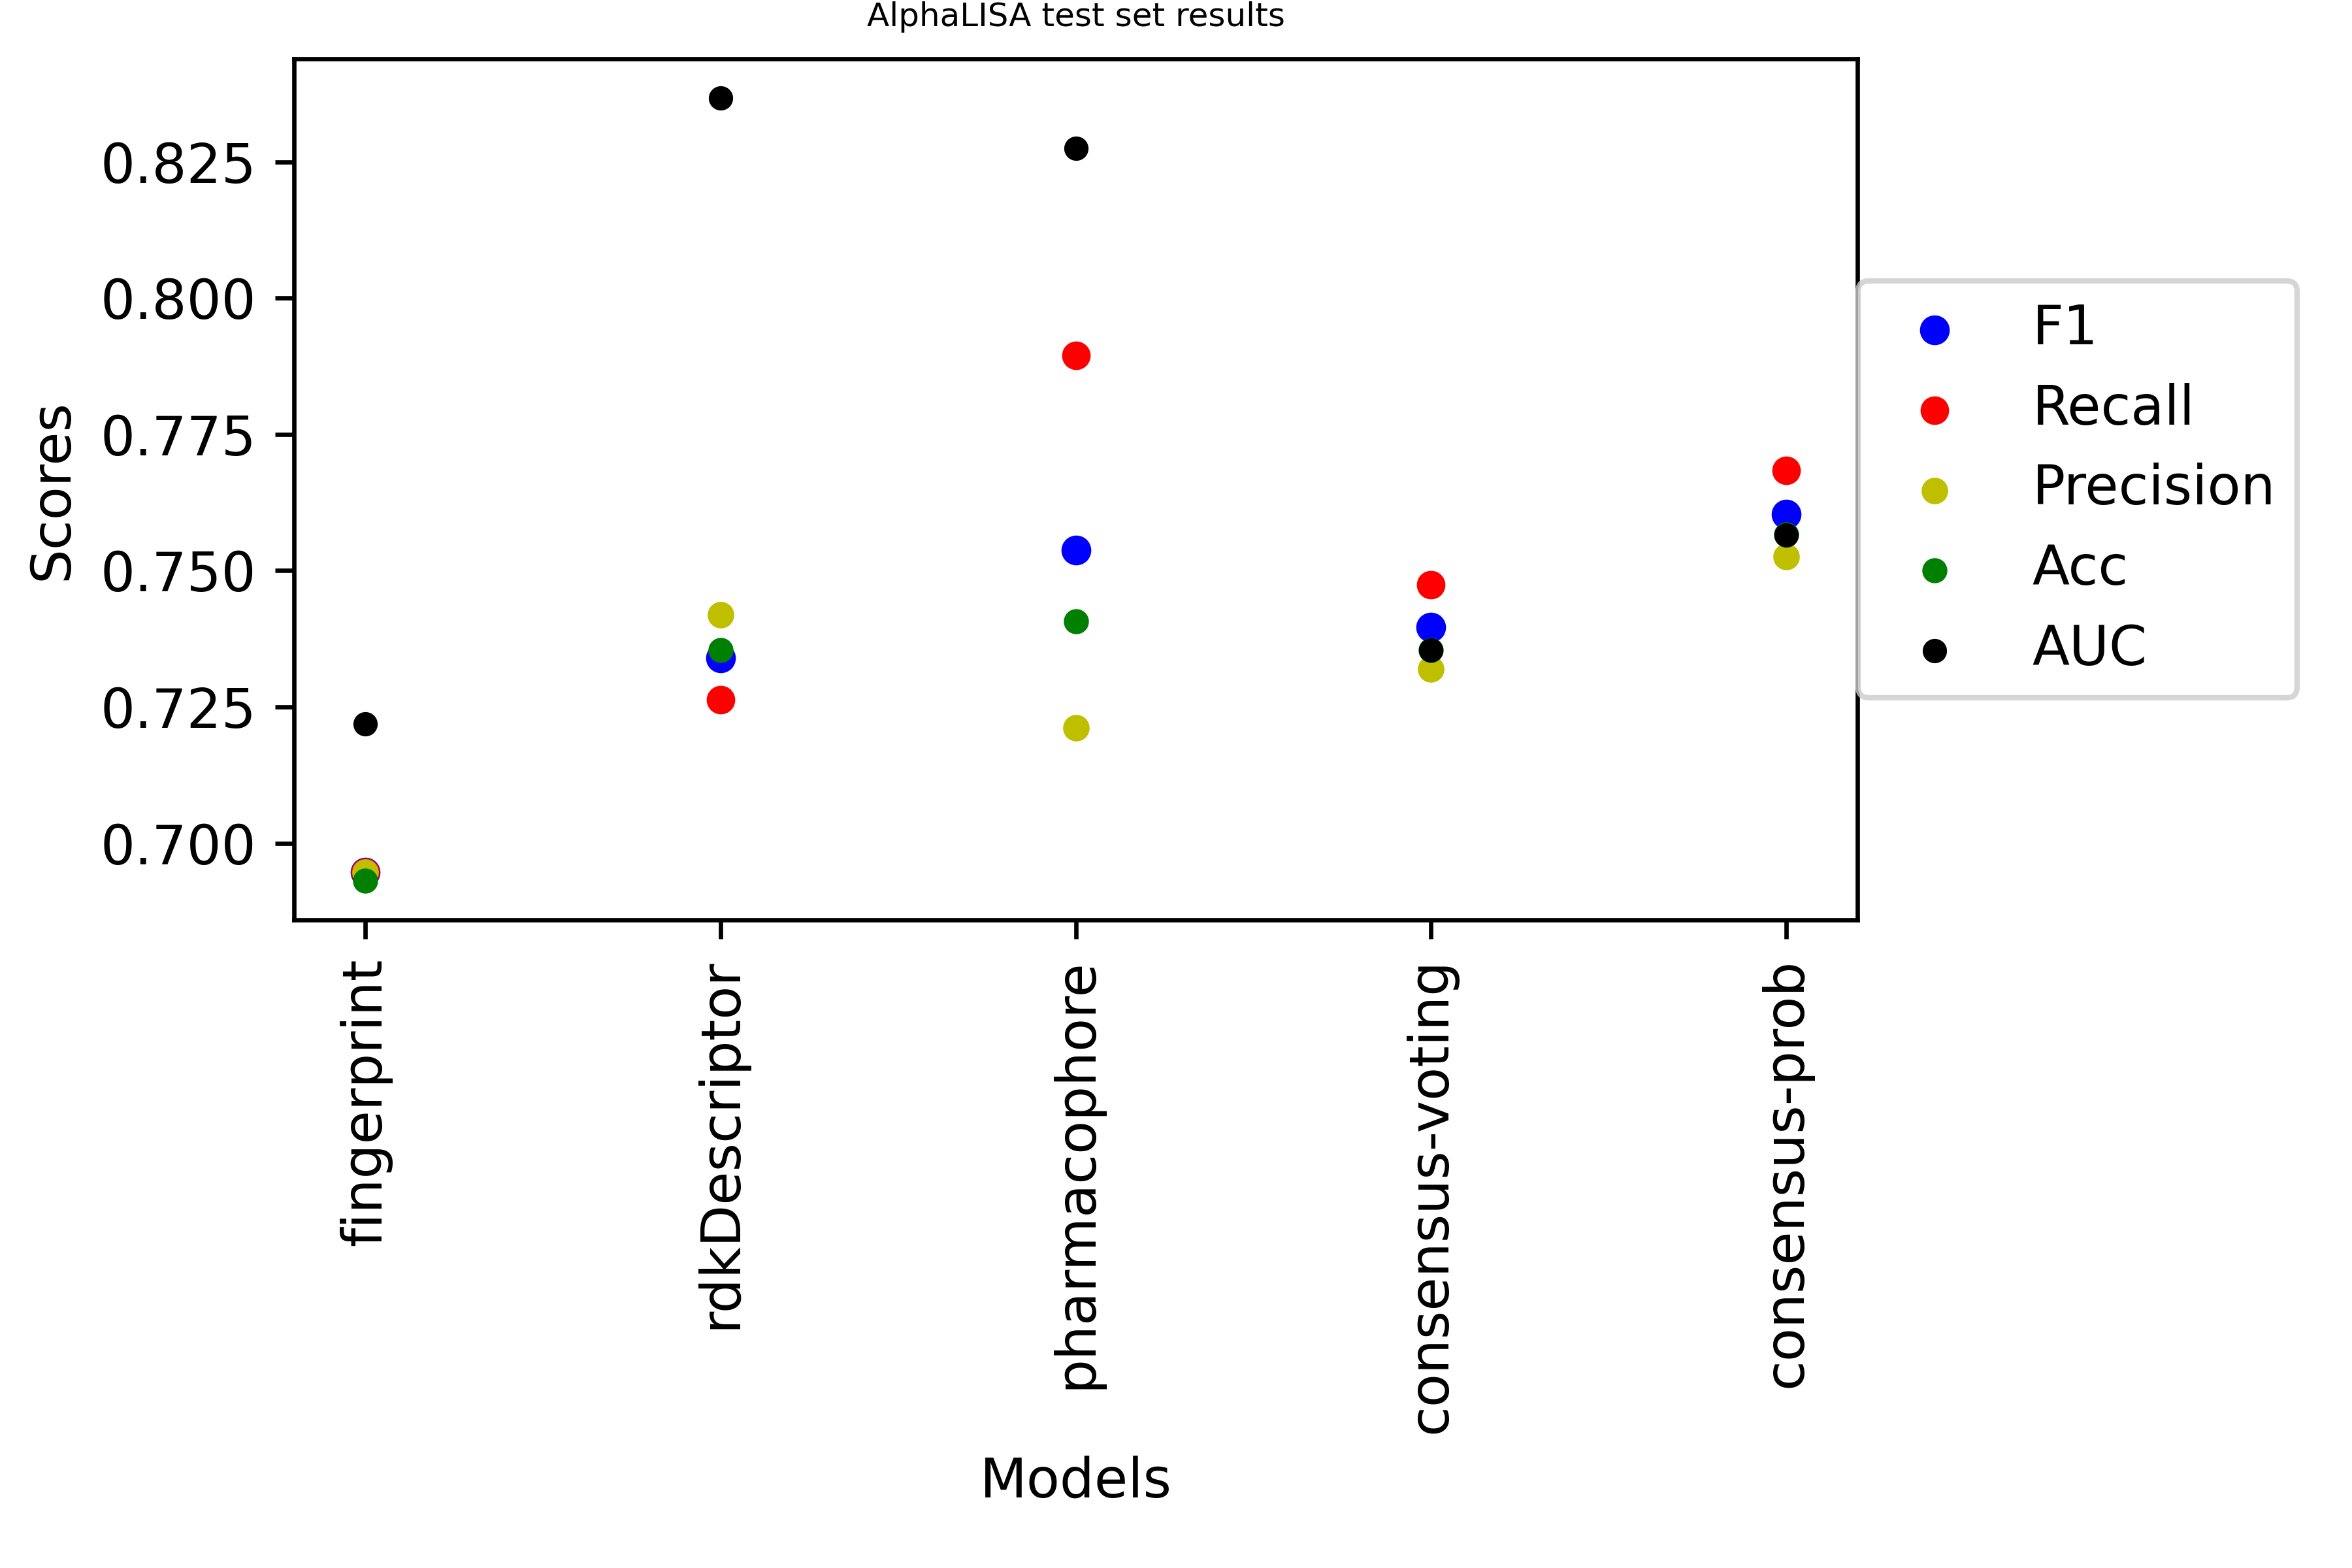 AlphaLISA test set results
Scores
0.825
0.800
0.775
0.750
0.725
0.700
F1
Recall
Precision
Acc
AUC
fingerprint
rdkDescriptor
pharmacophore
consensus-voting
consensus-prob
Models